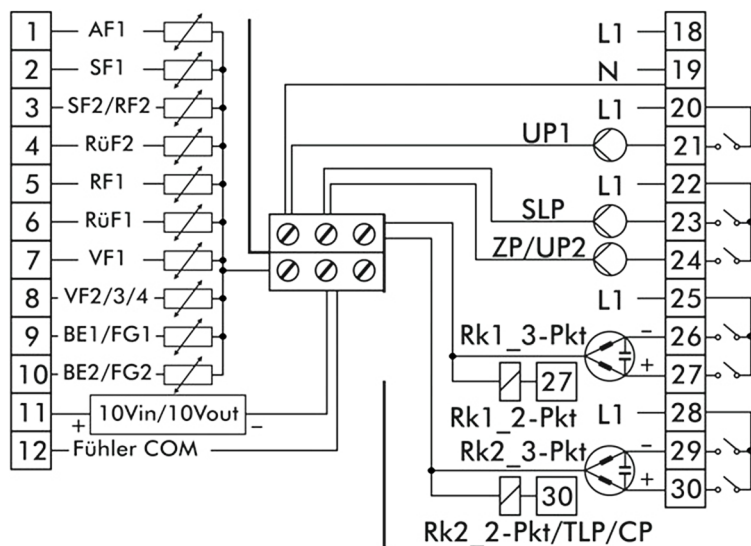 1 AF1
2 SF1
3 SF2/RF2
4 RüF2
5 RF1
6 RüF1
7 VF1
8 VF2/3/4
9 BE1/FG1
10 BE2/FG2
11 + 10Vin/10Vout −
12 Fühler COM
L1 18
N 19
L1 20
UP1 21
L1 22
SLP 23
ZP/UP2 24
L1 25
Rk1_3-Pkt − 26
+ 27
27
Rk1_2-Pkt
L1 28
Rk2_3-Pkt − 29
+ 30
30
Rk2_2-Pkt/TLP/CP